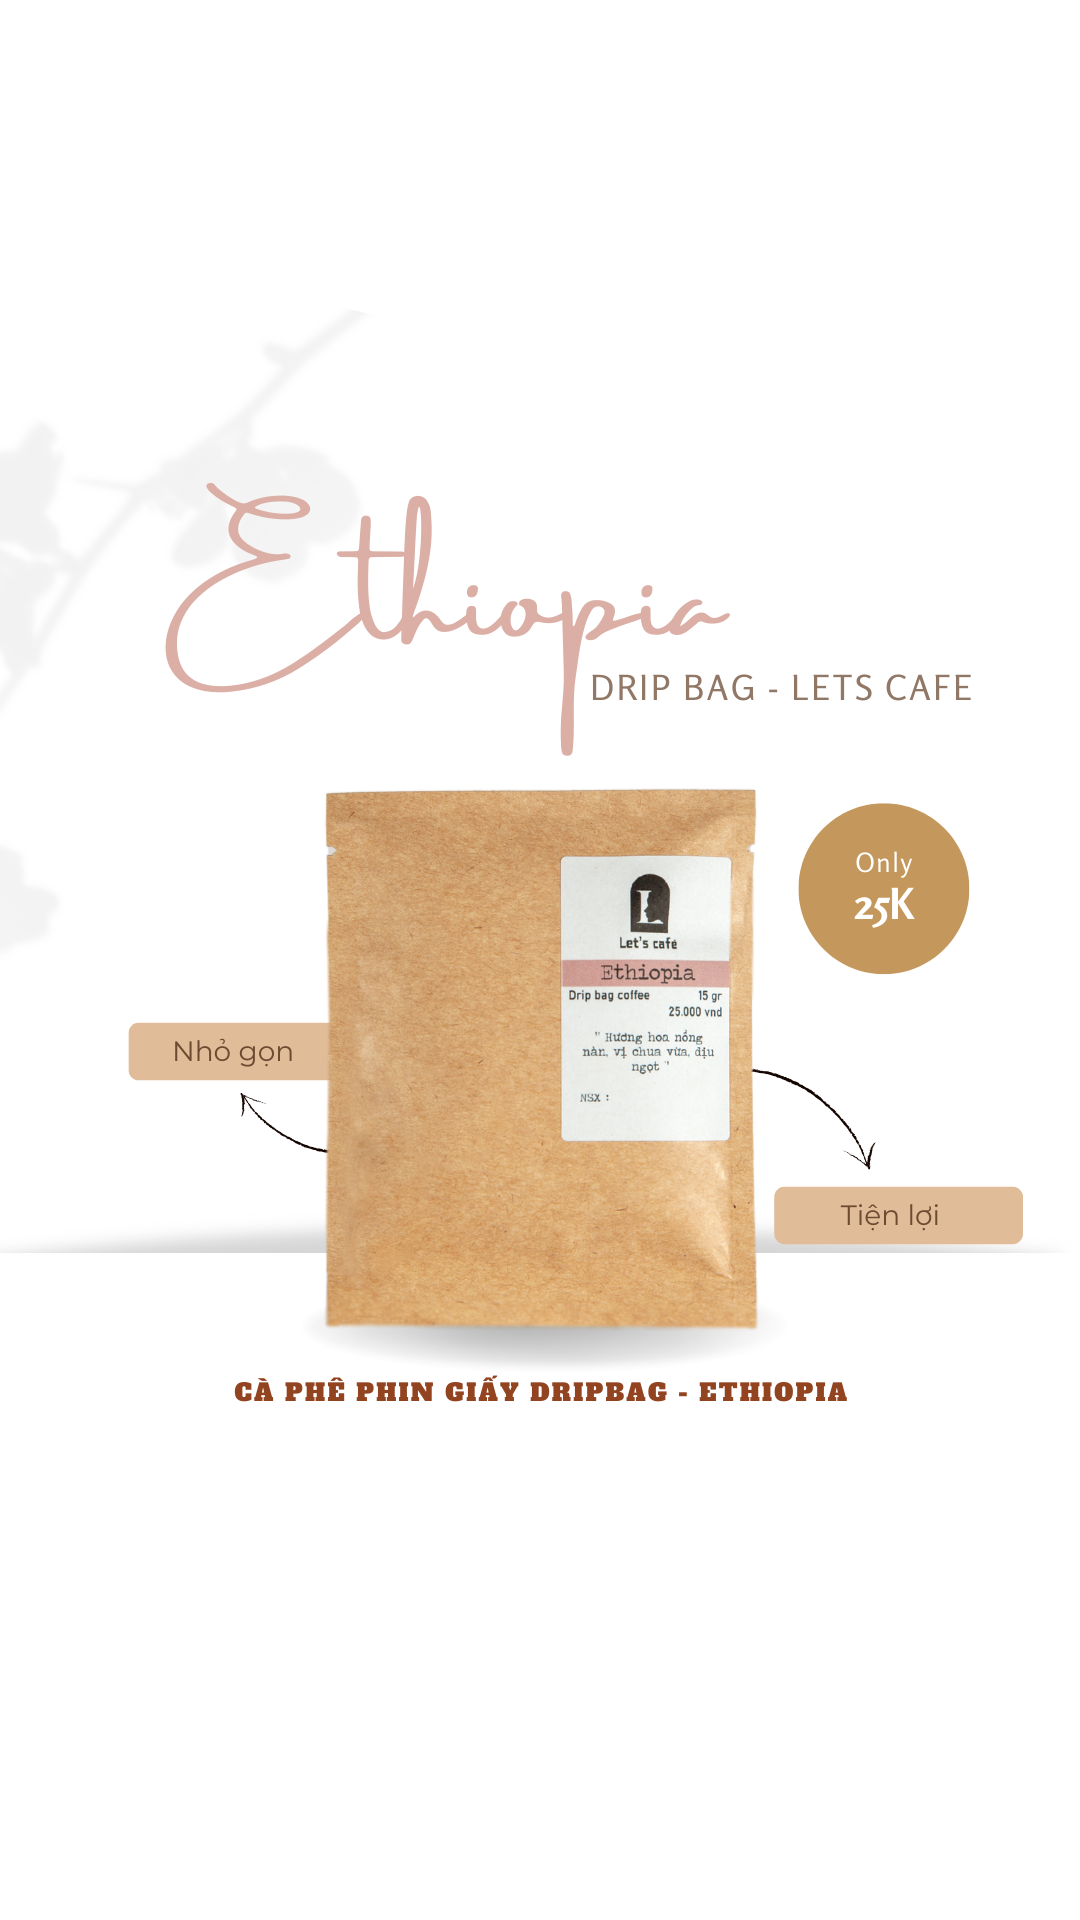 Ethiopia
DRIP BAG - LETS CAFE
Only
25K
L
Let's café
Ethiopia
Drip bag coffee 15 gr
25.000 vnd
" Hương hoa nồng
nàn, vị chua vừa, dịu
ngọt "
NSX :
Nhỏ gọn
Tiện lợi
CÀ PHÊ PHIN GIẤY DRIPBAG - ETHIOPIA